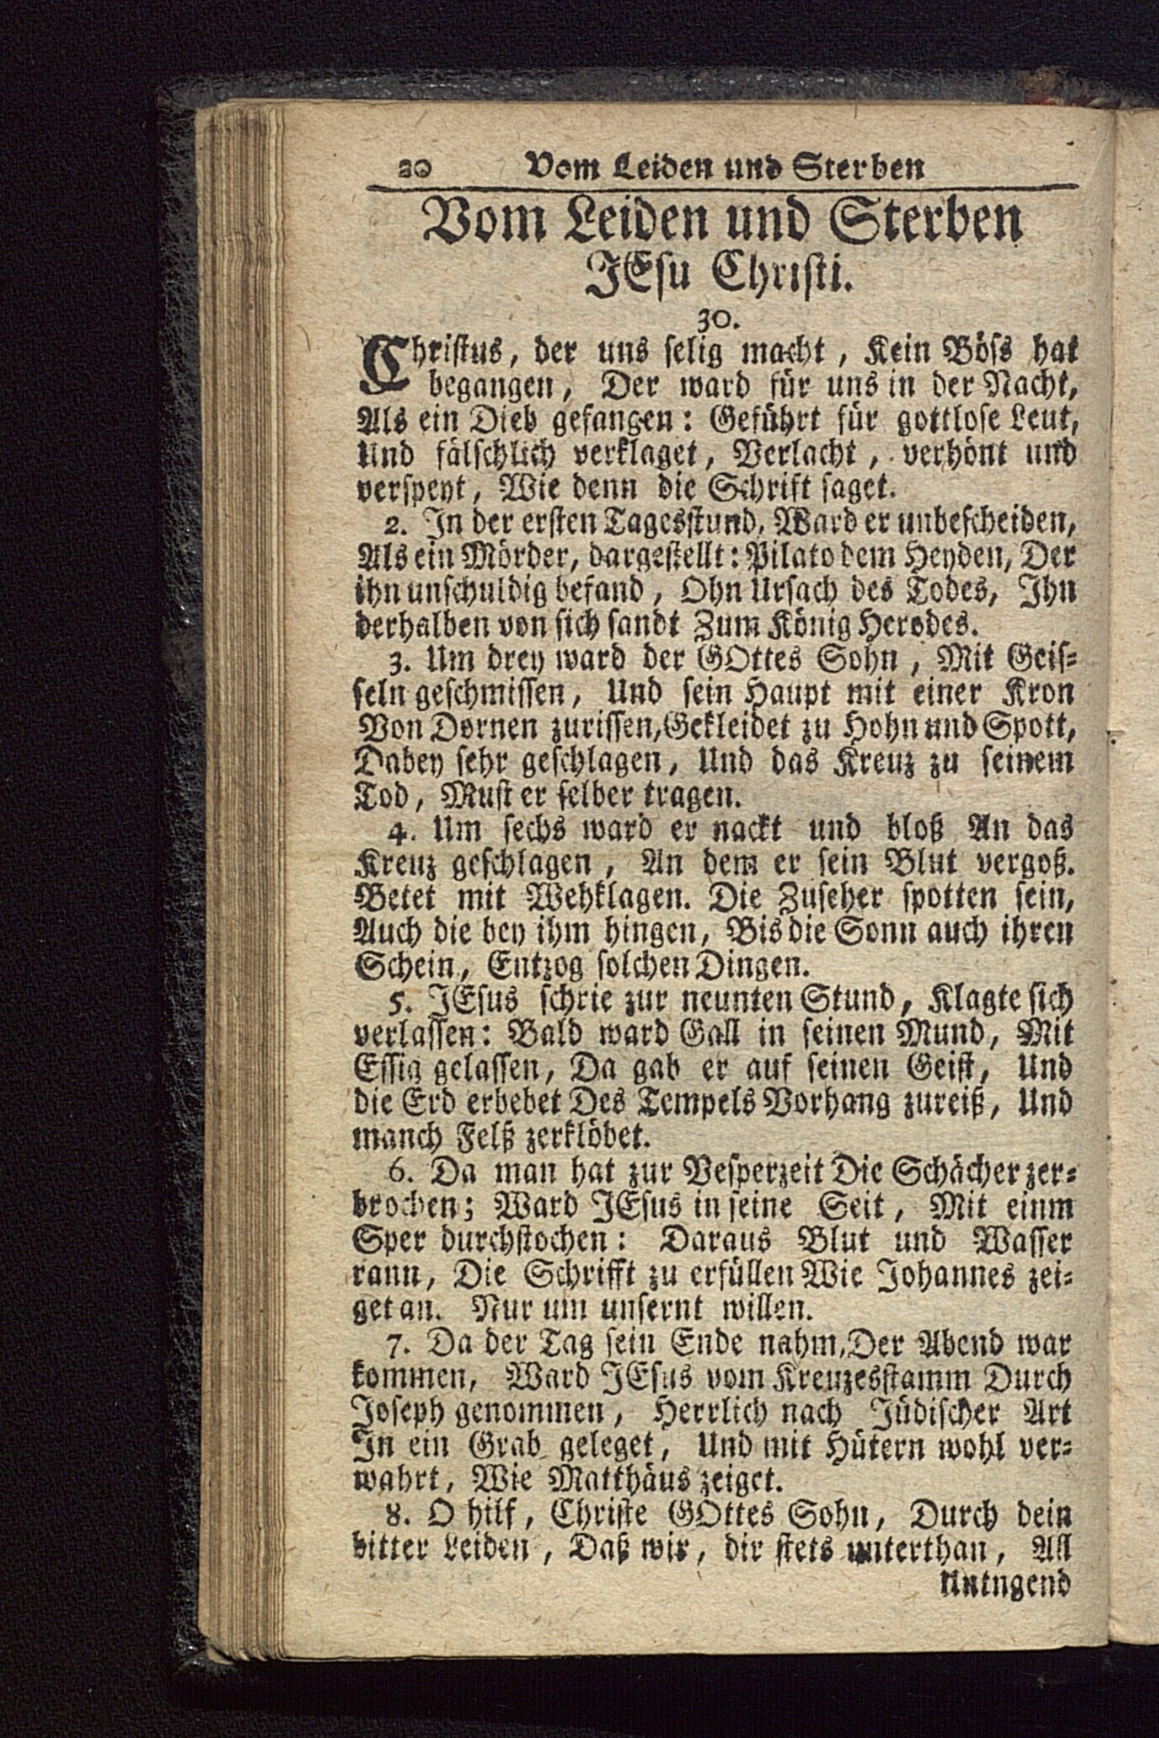 20 Vom Leiden und Sterben
Vom Leiden und Sterben
JEsu Christi.
30.
Christus, der uns selig macht, Kein Böss hat
begangen, Der ward für uns in der Nacht,
Als ein Dieb gefangen: Geführt für gottlose Leut,
Und fälschlich verklaget, Verlacht, verhönt und
verspeyt, Wie denn die Schrift saget.
2. In der ersten Tagesstund, Ward er unbescheiden,
Als ein Mörder, dargestellt: Pilato dem Heyden, Der
ihn unschuldig befand, Ohn Ursach des Todes, Ihn
derhalben von sich sandt Zum König Herodes.
3. Um drey ward der GOttes Sohn, Mit Geis-
seln geschmissen, Und sein Haupt mit einer Kron
Von Dornen zurissen, Gekleidet zu Hohn und Spott,
Dabey sehr geschlagen, Und das Kreuz zu seinem
Tod, Must er selber tragen.
4. Um sechs ward er nackt und bloß An das
Kreuz geschlagen, An dem er sein Blut vergoß.
Betet mit Wehklagen. Die Zuseher spotten sein,
Auch die bey ihm hingen, Bis die Sonn auch ihren
Schein, Entzog solchen Dingen.
5. JEsus schrie zur neunten Stund, Klagte sich
verlassen: Bald ward Gall in seinen Mund, Mit
Essig gelassen, Da gab er auf seinen Geist, Und
die Erd erbebet Des Tempels Vorhang zureiß, Und
manch Felß zerklöbet.
6. Da man hat zur Vesperzeit Die Schächer zer-
brochen; Ward JEsus in seine Seit, Mit einm
Sper durchstochen: Daraus Blut und Wasser
rann, Die Schrifft zu erfüllen Wie Johannes zei-
get an. Nur um unsernt willen.
7. Da der Tag sein Ende nahm, Der Abend war
kommen, Ward JEsus vom Kreuzesstamm Durch
Joseph genommen, Herrlich nach Jüdischer Art
In ein Grab geleget, Und mit Hütern wohl ver-
wahrt, Wie Matthäus zeiget.
8. O hilf, Christe GOttes Sohn, Durch dein
bitter Leiden, Daß wir, dir stets unterthan, All
Untngend